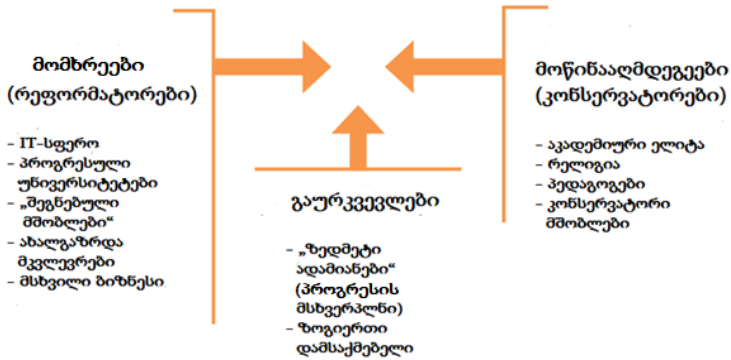 მომხრეები
(რეფორმატორები)
– IT-სფერო
– პროგრესული
უნივერსიტეტები
– „შეგნებული
მშობლები“
– ახალგაზრდა
მკვლევრები
– მსხვილი ბიზნესი
გაურკვევლები
– „ზედმეტი
ადამიანები“
(პროგრესის
მსხვერპლნი)
– ზოგიერთი
დამსაქმებელი
მოწინააღმდეგეები
(კონსერვატორები)
– აკადემიური ელიტა
– რელიგია
– პედაგოგები
– კონსერვატორი
მშობლები